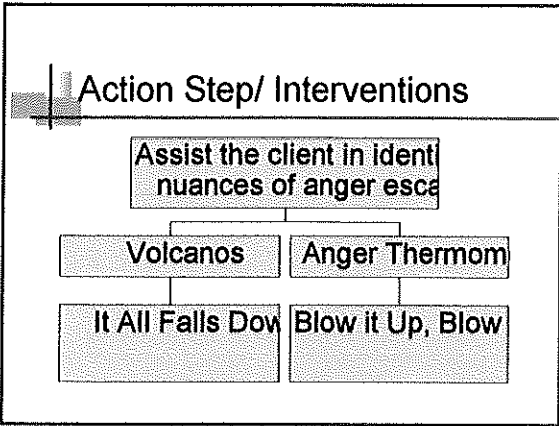 Action Step/ Interventions
Assist the client in identi
nuances of anger esca
Volcanos
Anger Thermom
It All Falls Dow
Blow it Up, Blow